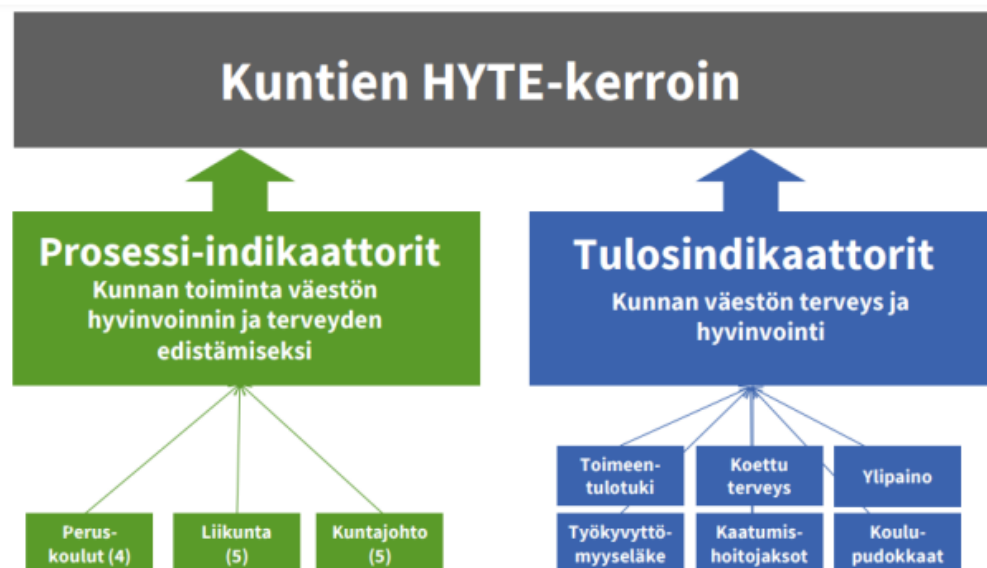 Kuntien HYTE-kerroin
Prosessi-indikaattorit
Kunnan toiminta väestön
hyvinvoinnin ja terveyden
edistämiseksi
Tulosindikaattorit
Kunnan väestön terveys ja
hyvinvointi
Perus-
koulut (4)
Liikunta
(5)
Kuntajohto
(5)
Toimeen-
tulotuki
Koettu
terveys
Ylipaino
Työkyvyttö-
myyseläke
Kaatumis-
hoitojaksot
Koulu-
pudokkaat